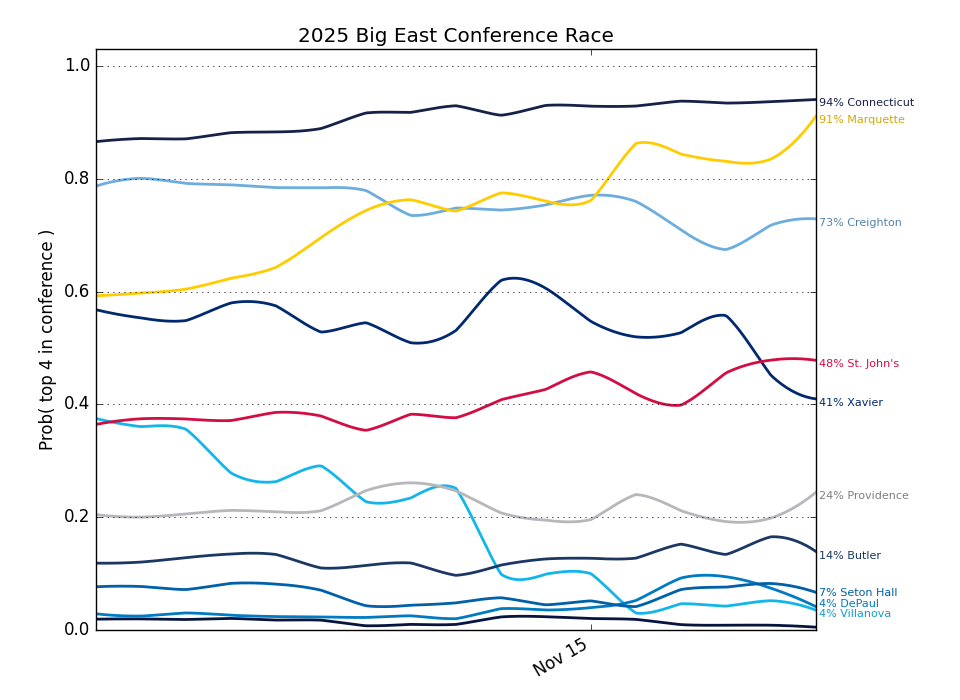 2025 Big East Conference Race
1.0
0.8
0.6
0.4
0.2
0.0
Prob( top 4 in conference )
Nov 15
94% Connecticut
91% Marquette
73% Creighton
48% St. John's
41% Xavier
24% Providence
14% Butler
7% Seton Hall
4% DePaul
4% Villanova